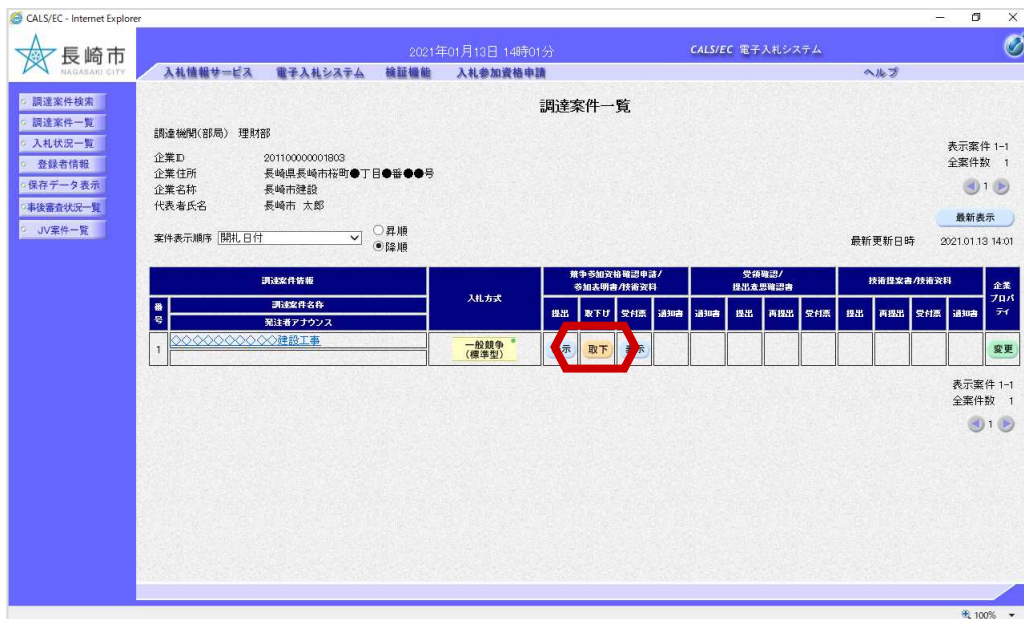 CALS/EC - Internet Explorer
長崎市
NAGASAKI CITY
2021年01月13日 14時01分
CALS/EC 電子入札システム
入札情報サービス 電子入札システム 検証機能 入札参加資格申請 ヘルプ
調達案件検索
調達案件一覧
入札状況一覧
登録者情報
保存データ表示
事後審査状況一覧
JV案件一覧
調達案件一覧
調達機関(部局) 理財部
企業ID 201100000001803
企業住所 長崎県長崎市桜町●丁目●番●●号
企業名称 長崎市建設
代表者氏名 長崎市 太郎
表示案件 1-1
全案件数 1
1
最新表示
案件表示順序 開札日付
昇順
降順
最新更新日時 2021.01.13 14:01
調達案件情報
番号
調達案件名称
発注者アナウンス
入札方式
競争参加資格確認申請/
参加表明書/技術資料
提出 取下げ 受付票 通知書
受領確認/
提出意思確認書
通知書 提出 再提出 受付票
技術提案書/技術資料
提出 再提出 受付票 通知書
企業
プロパ
ティ
1 ◇◇◇◇◇◇◇◇◇◇建設工事
一般競争
(標準型)
示 取下 示
変更
表示案件 1-1
全案件数 1
1
100%